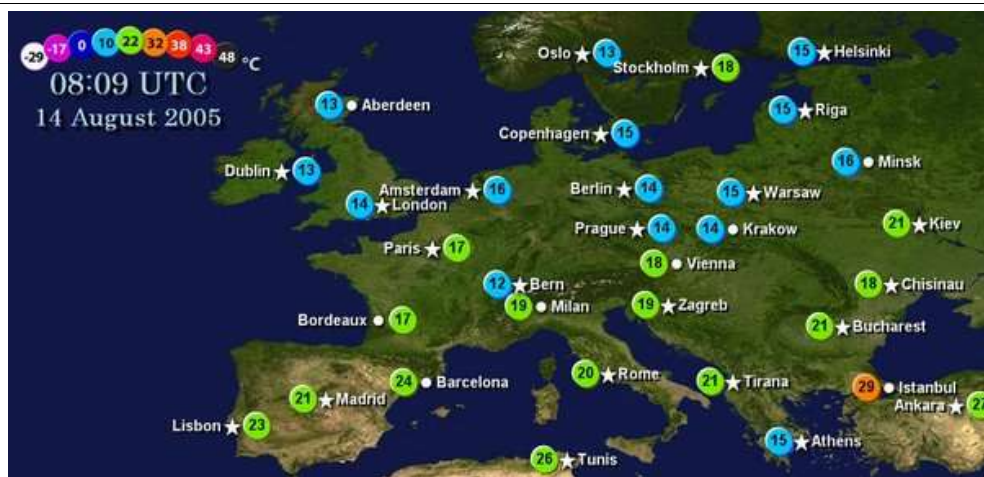 -29 -17 0 10 22 32 38 43 48 °C
08:09 UTC
14 August 2005
Oslo 13
Stockholm 18
15 Helsinki
13 Aberdeen
15 Riga
Copenhagen 15
Dublin 13
16 Minsk
Amsterdam 16
Berlin 14
15 Warsaw
14 London
Prague 14
14 Krakow
21 Kiev
Paris 17
18 Vienna
12 Bern
18 Chisinau
19 Milan
19 Zagreb
Bordeaux 17
21 Bucharest
20 Rome
21 Tirana
24 Barcelona
29 Istanbul
21 Madrid
Ankara 27
Lisbon 23
15 Athens
26 Tunis